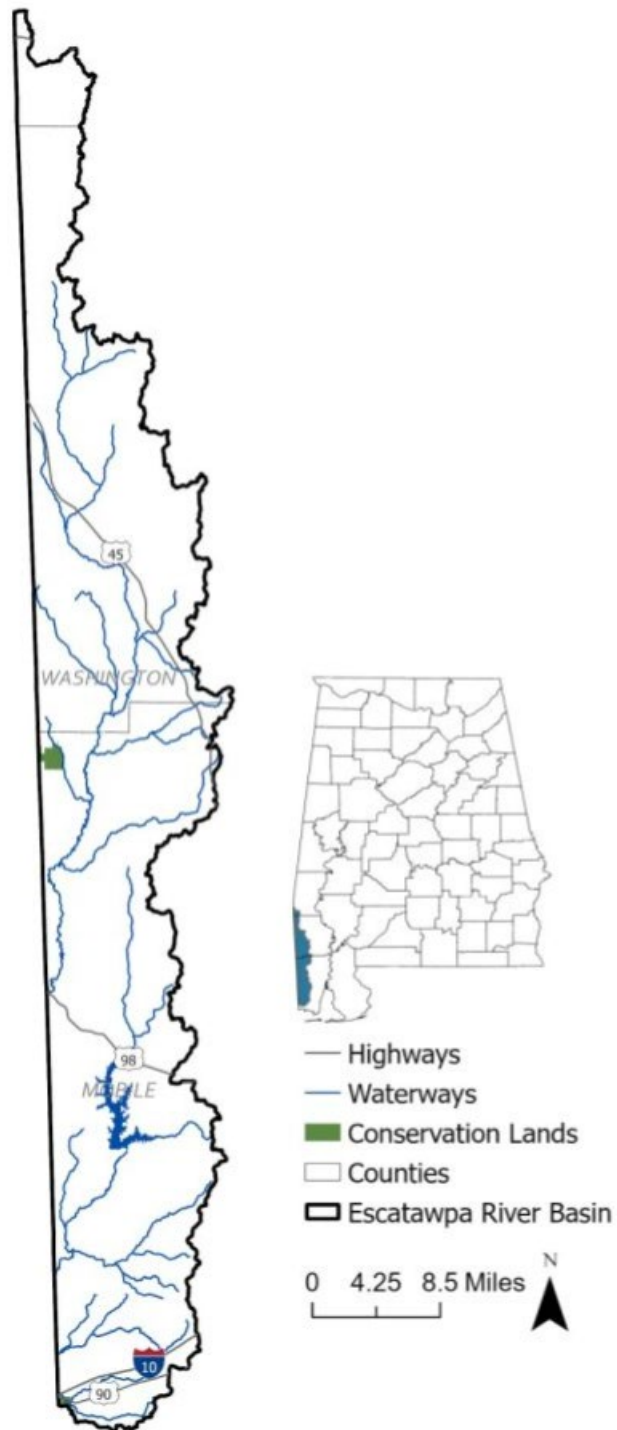 45
WASHINGTON
98
MOBILE
10
90
Highways
Waterways
Conservation Lands
Counties
Escatawpa River Basin
0 4.25 8.5 Miles
N